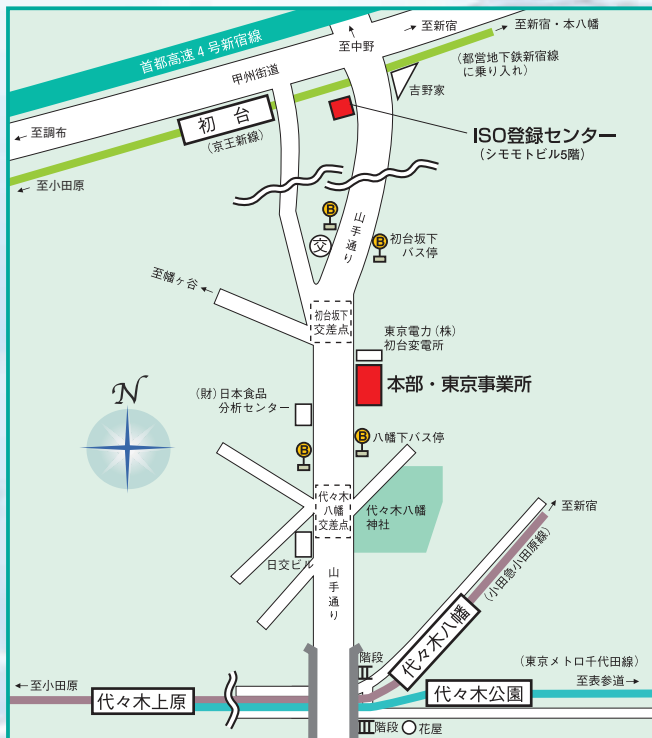 首都高速4号新宿線
甲州街道
至中野
至新宿
至新宿・本八幡
(都営地下鉄新宿線
に乗り入れ)
吉野家
至調布
初台
(京王新線)
ISO登録センター
(シモモトビル5階)
至小田原
B
山手通り
交
B
初台坂下
バス停
至幡ヶ谷
初台坂下
交差点
東京電力(株)
初台変電所
本部・東京事業所
N
(財)日本食品
分析センター
B
B
八幡下バス停
代々木
八幡
交差点
代々木八幡
神社
至新宿
日交ビル
山手通り
(小田急小田原線)
代々木八幡
階段
(東京メトロ千代田線)
至小田原
至表参道
代々木上原
代々木公園
階段
花屋